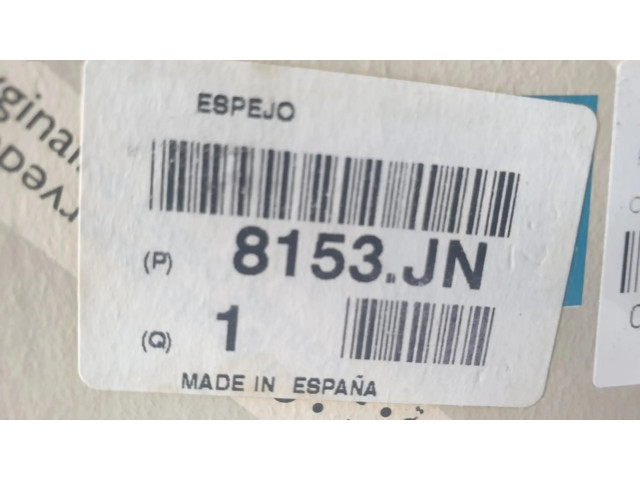 ESPEJO
(P) 8153.JN
(Q) 1
MADE IN ESPAÑA